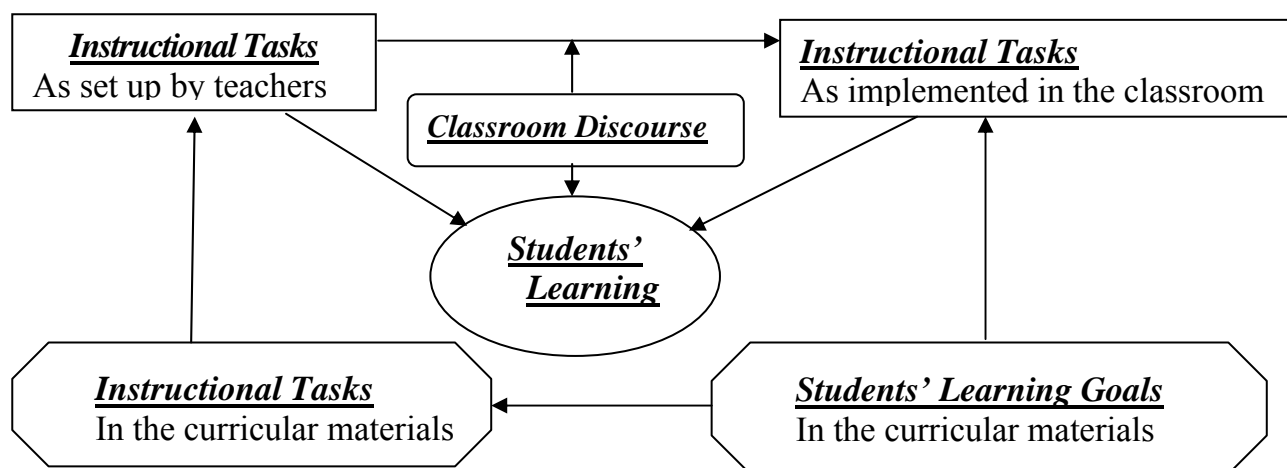 Instructional Tasks
As set up by teachers
Instructional Tasks
As implemented in the classroom
Classroom Discourse
Students’
Learning
Instructional Tasks
In the curricular materials
Students’ Learning Goals
In the curricular materials